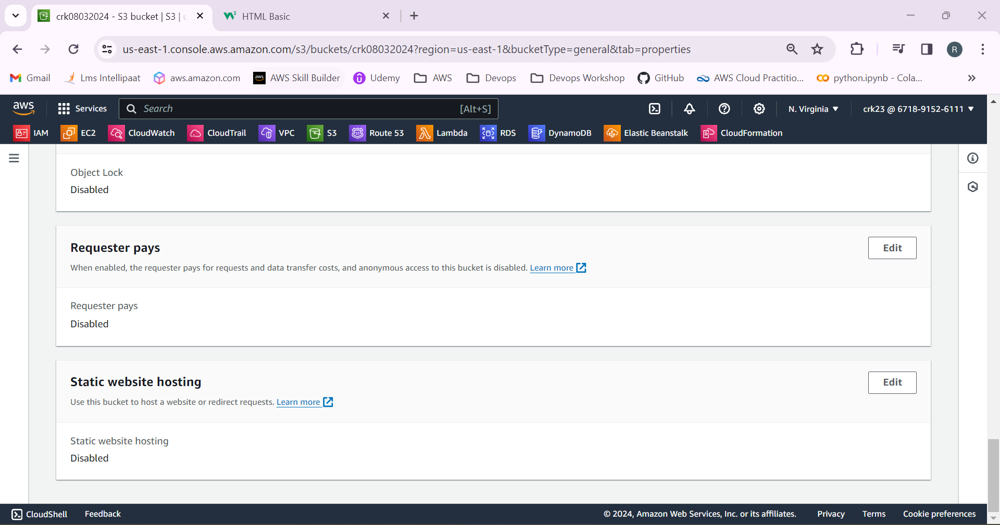 crk08032024 - S3 bucket | S3 |
HTML Basic
us-east-1.console.aws.amazon.com/s3/buckets/crk08032024?region=us-east-1&bucketType=general&tab=properties
R
Gmail
Lms Intellipaat
aws.amazon.com
aws
AWS Skill Builder
Udemy
AWS
Devops
Devops Workshop
GitHub
AWS Cloud Practitio...
python.ipynb - Cola...
aws
Services
Search
[Alt+S]
N. Virginia
crk23 @ 6718-9152-6111
IAM
EC2
CloudWatch
CloudTrail
VPC
S3
Route 53
Lambda
RDS
DynamoDB
Elastic Beanstalk
CloudFormation
Object Lock
Disabled
Requester pays
Edit
When enabled, the requester pays for requests and data transfer costs, and anonymous access to this bucket is disabled. Learn more
Requester pays
Disabled
Static website hosting
Edit
Use this bucket to host a website or redirect requests. Learn more
Static website hosting
Disabled
CloudShell
Feedback
© 2024, Amazon Web Services, Inc. or its affiliates.
Privacy
Terms
Cookie preferences